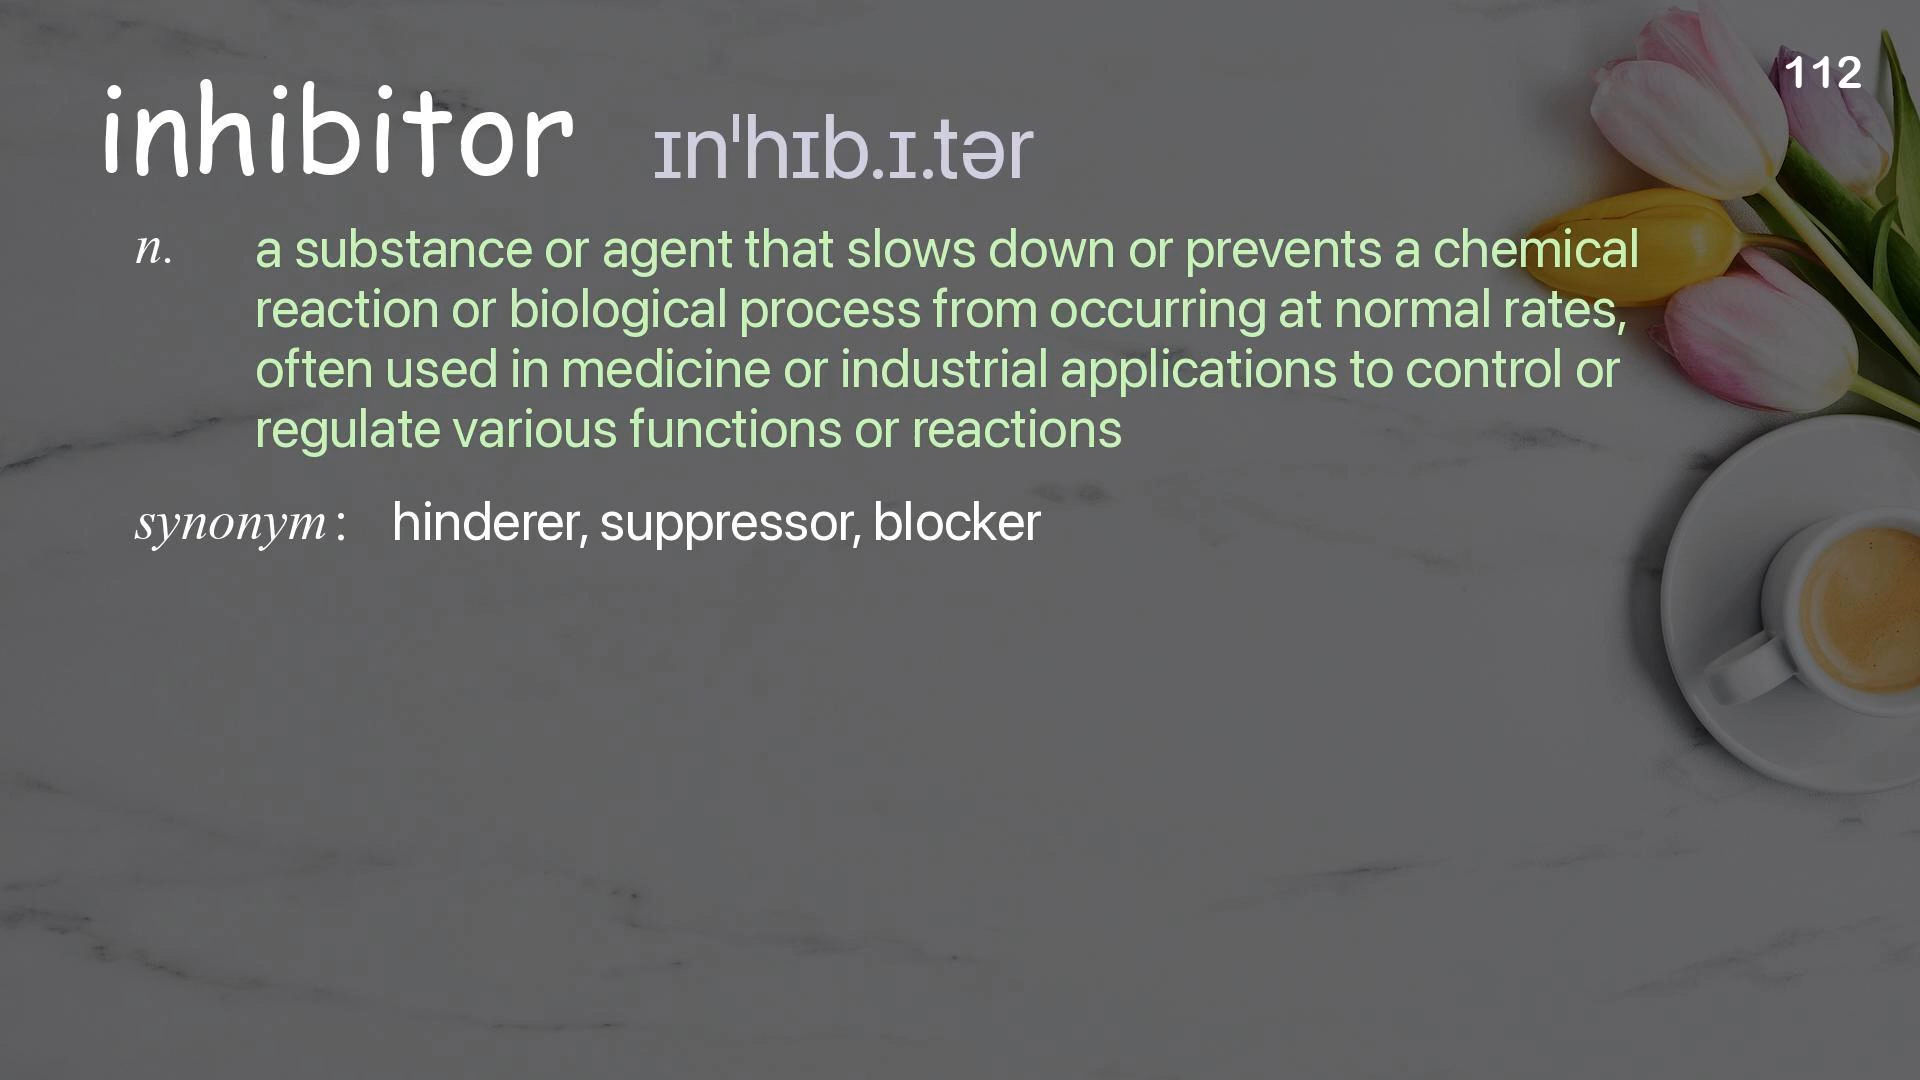 112
inhibitor ɪnˈhɪb.ɪ.tər
n. a substance or agent that slows down or prevents a chemical
reaction or biological process from occurring at normal rates,
often used in medicine or industrial applications to control or
regulate various functions or reactions
synonym : hinderer, suppressor, blocker